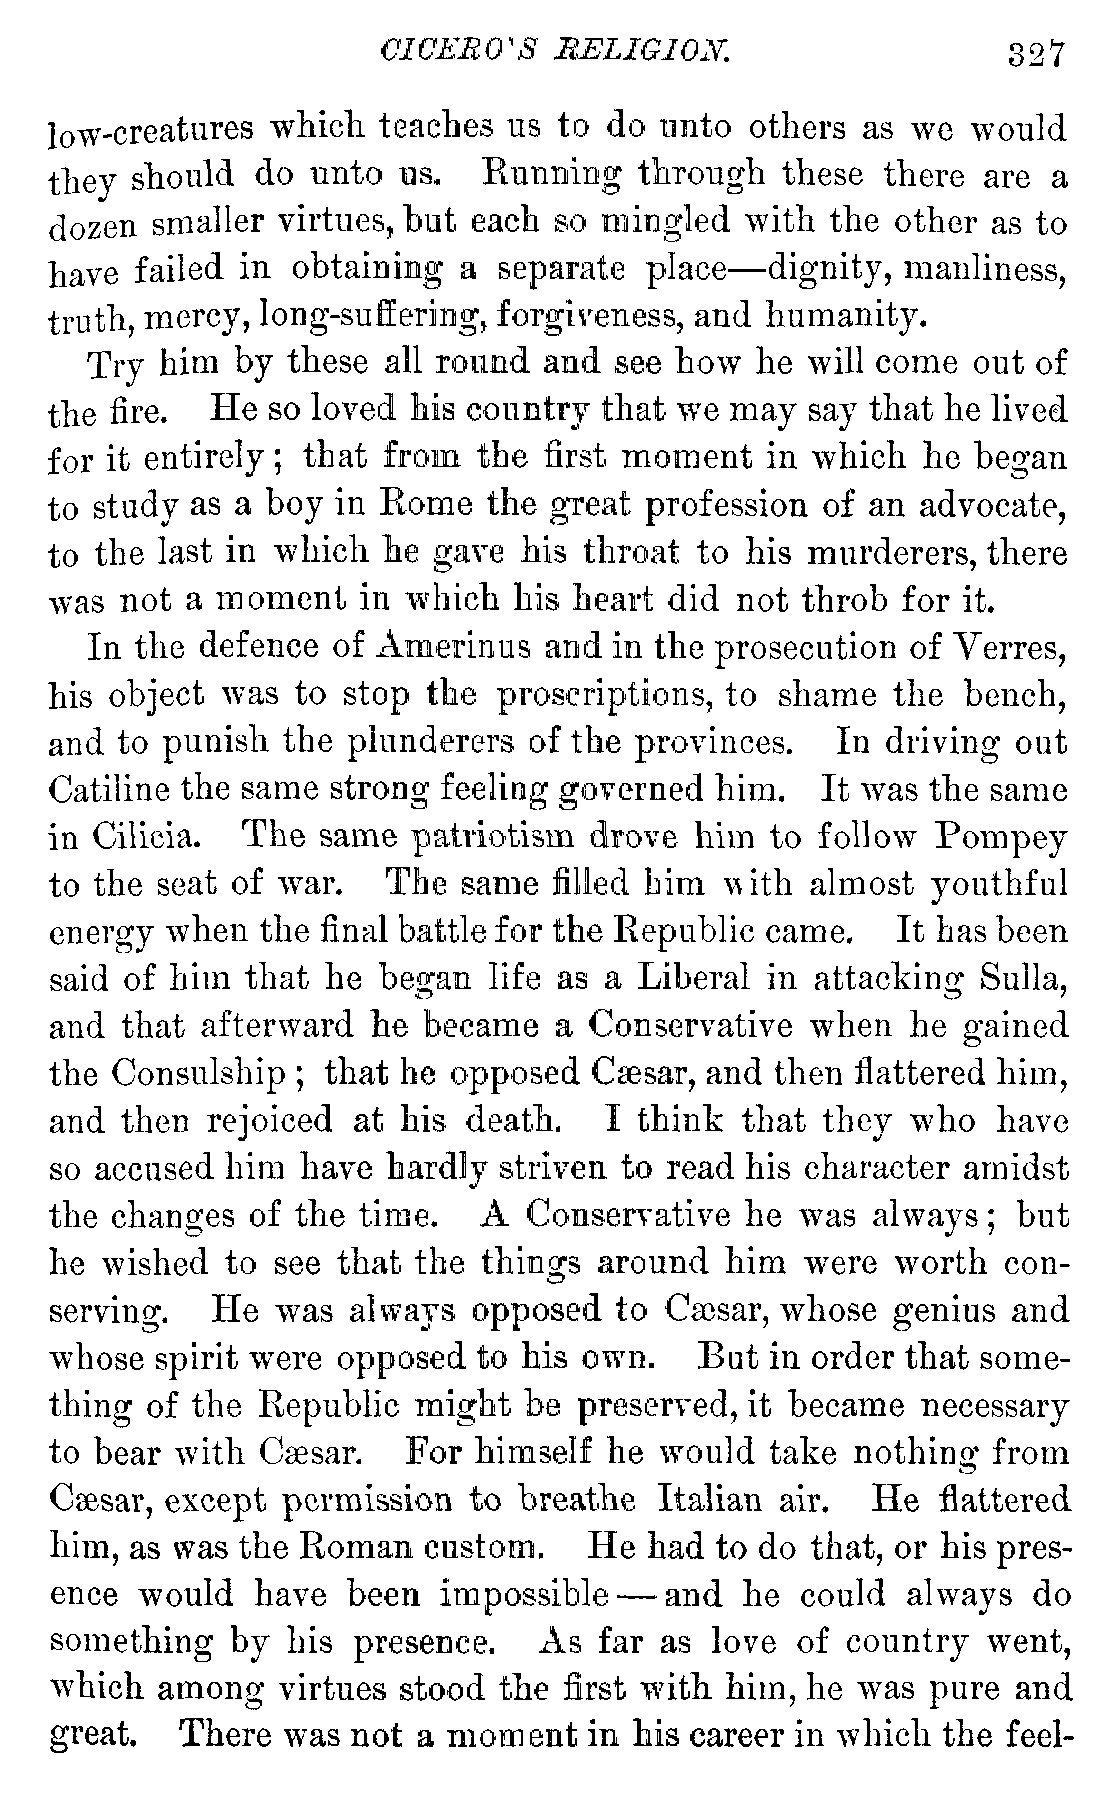 CICERO'S RELIGION. 327
low-creatures which teaches us to do unto others as we would
they should do unto us. Running through these there are a
dozen smaller virtues, but each so mingled with the other as to
have failed in obtaining a separate place—dignity, manliness,
truth, mercy, long-suffering, forgiveness, and humanity.
Try him by these all round and see how he will come out of
the fire. He so loved his country that we may say that he lived
for it entirely; that from the first moment in which he began
to study as a boy in Rome the great profession of an advocate,
to the last in which he gave his throat to his murderers, there
was not a moment in which his heart did not throb for it.
In the defence of Amerinus and in the prosecution of Verres,
his object was to stop the proscriptions, to shame the bench,
and to punish the plunderers of the provinces. In driving out
Catiline the same strong feeling governed him. It was the same
in Cilicia. The same patriotism drove him to follow Pompey
to the seat of war. The same filled him with almost youthful
energy when the final battle for the Republic came. It has been
said of him that he began life as a Liberal in attacking Sulla,
and that afterward he became a Conservative when he gained
the Consulship; that he opposed Cæsar, and then flattered him,
and then rejoiced at his death. I think that they who have
so accused him have hardly striven to read his character amidst
the changes of the time. A Conservative he was always; but
he wished to see that the things around him were worth con-
serving. He was always opposed to Cæsar, whose genius and
whose spirit were opposed to his own. But in order that some-
thing of the Republic might be preserved, it became necessary
to bear with Cæsar. For himself he would take nothing from
Cæsar, except permission to breathe Italian air. He flattered
him, as was the Roman custom. He had to do that, or his pres-
ence would have been impossible—and he could always do
something by his presence. As far as love of country went,
which among virtues stood the first with him, he was pure and
great. There was not a moment in his career in which the feel-